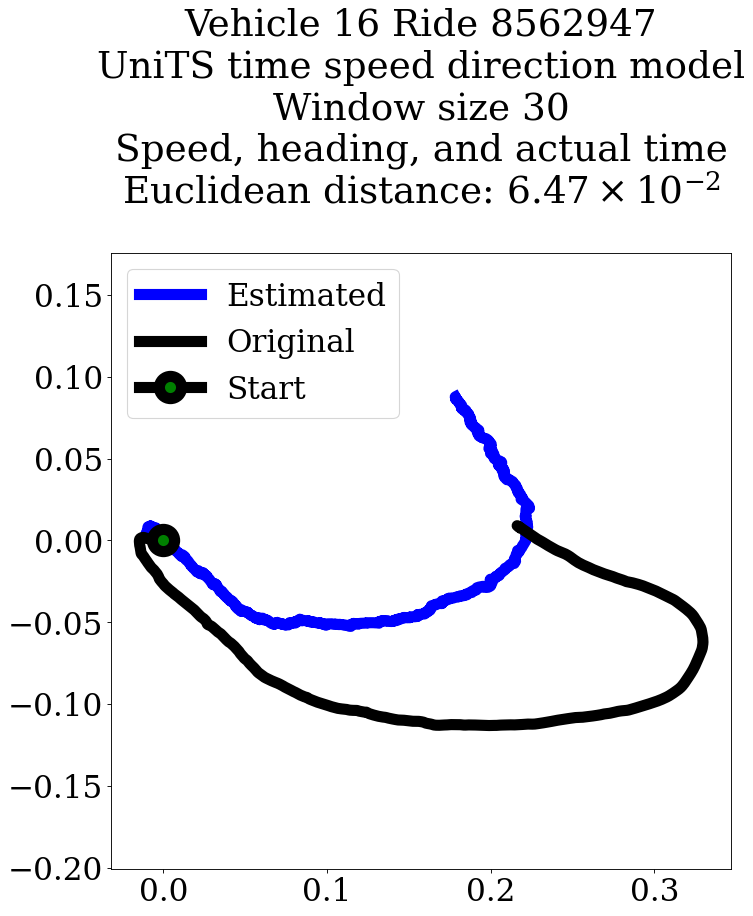 Vehicle 16 Ride 8562947
UniTS time speed direction model
Window size 30
Speed, heading, and actual time
Euclidean distance: 6.47 × 10⁻²
Estimated
Original
Start
0.15
0.10
0.05
0.00
−0.05
−0.10
−0.15
−0.20
0.0 0.1 0.2 0.3